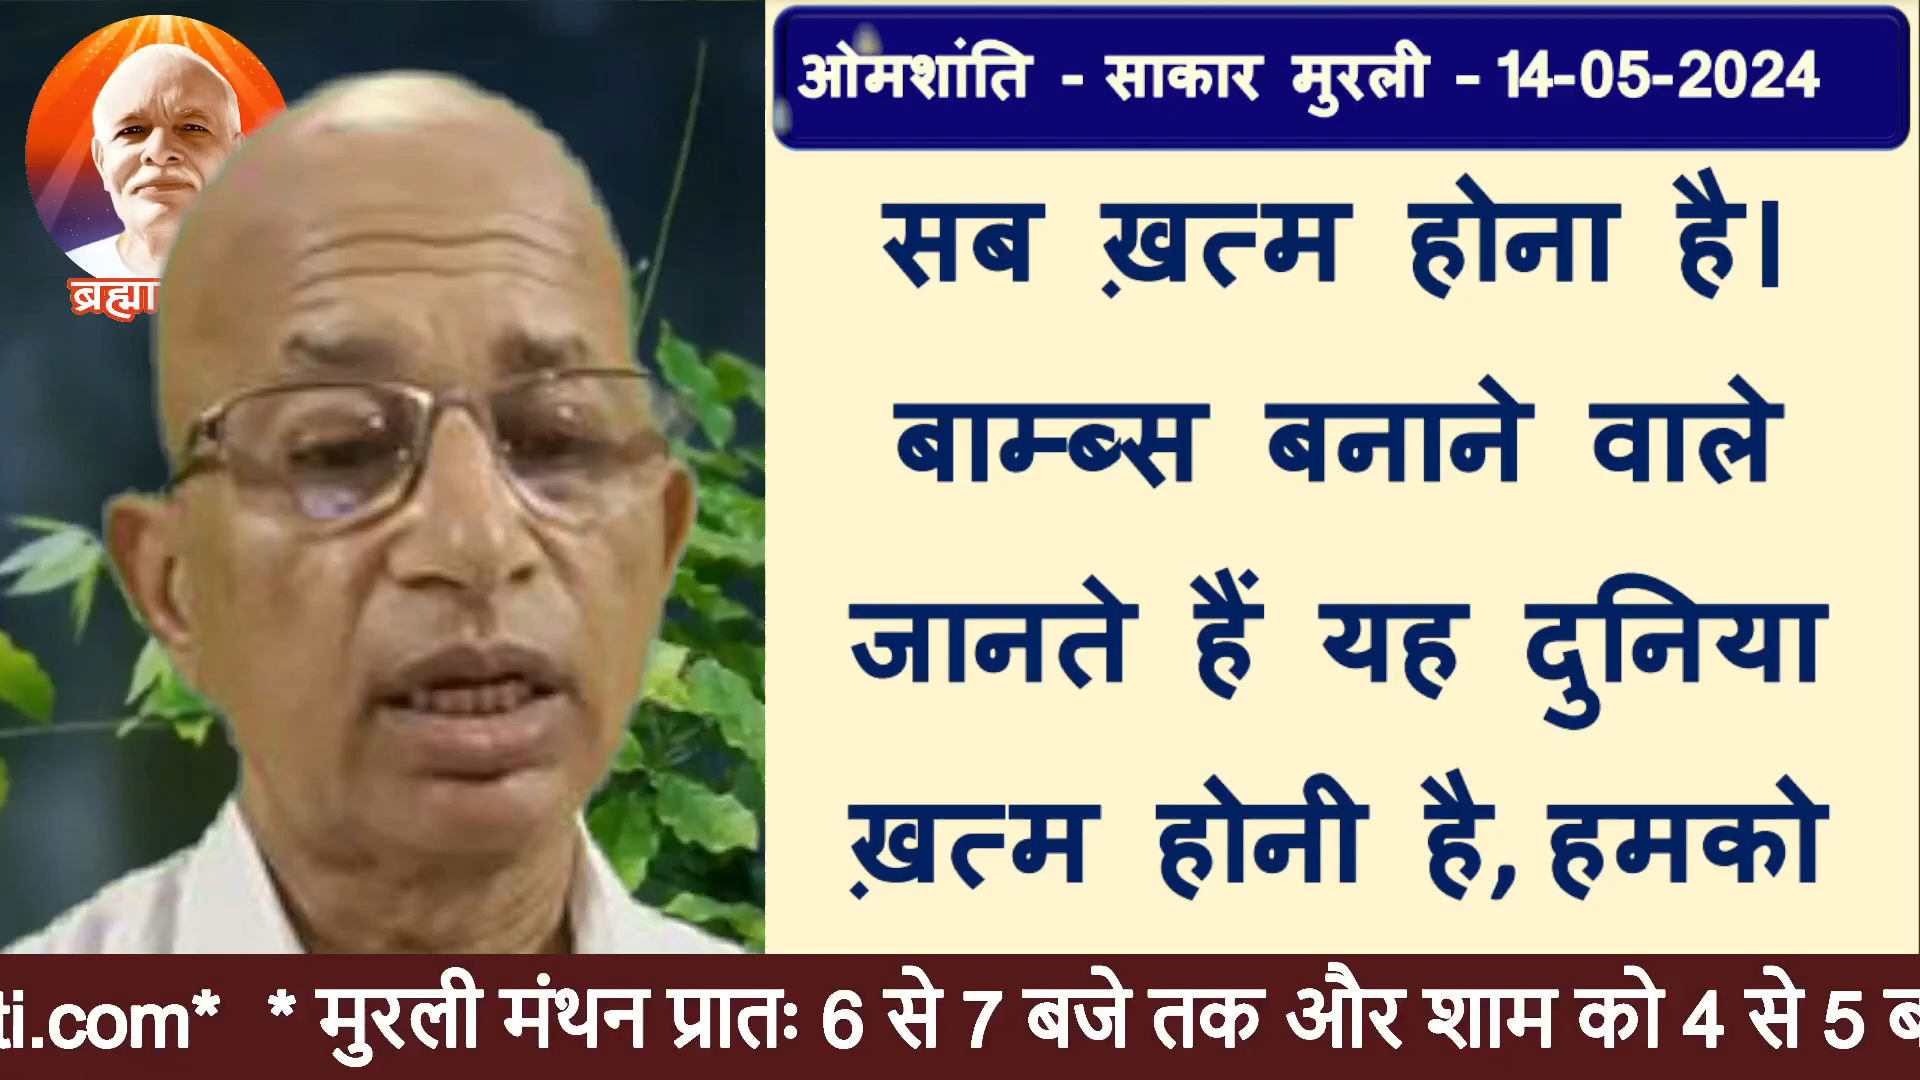 ओमशांति - साकार मुरली - 14-05-2024
ब्रह्मा
सब ख़त्म होना है।
बाम्ब्स बनाने वाले
जानते हैं यह दुनिया
ख़त्म होनी है, हमको
ti.com* * मुरली मंथन प्रातः 6 से 7 बजे तक और शाम को 4 से 5 ब